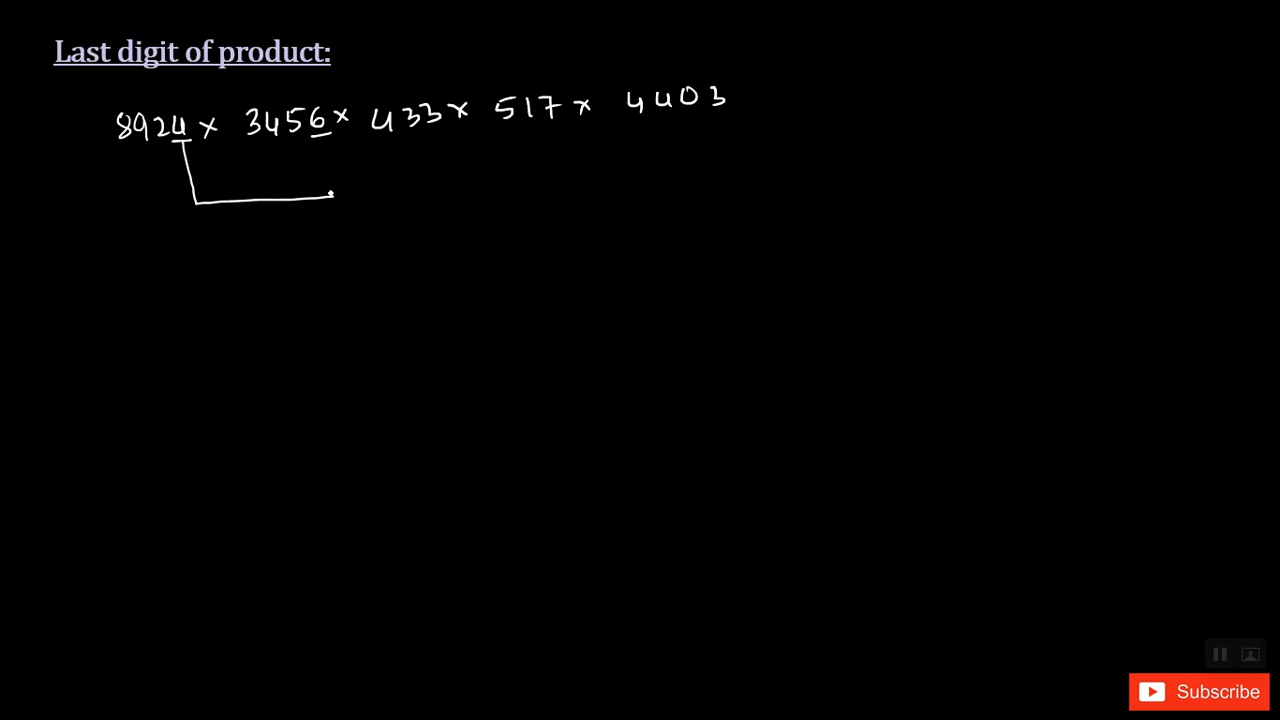 Last digit of product:
8924 × 3456 × 433 × 517 × 4403
Subscribe